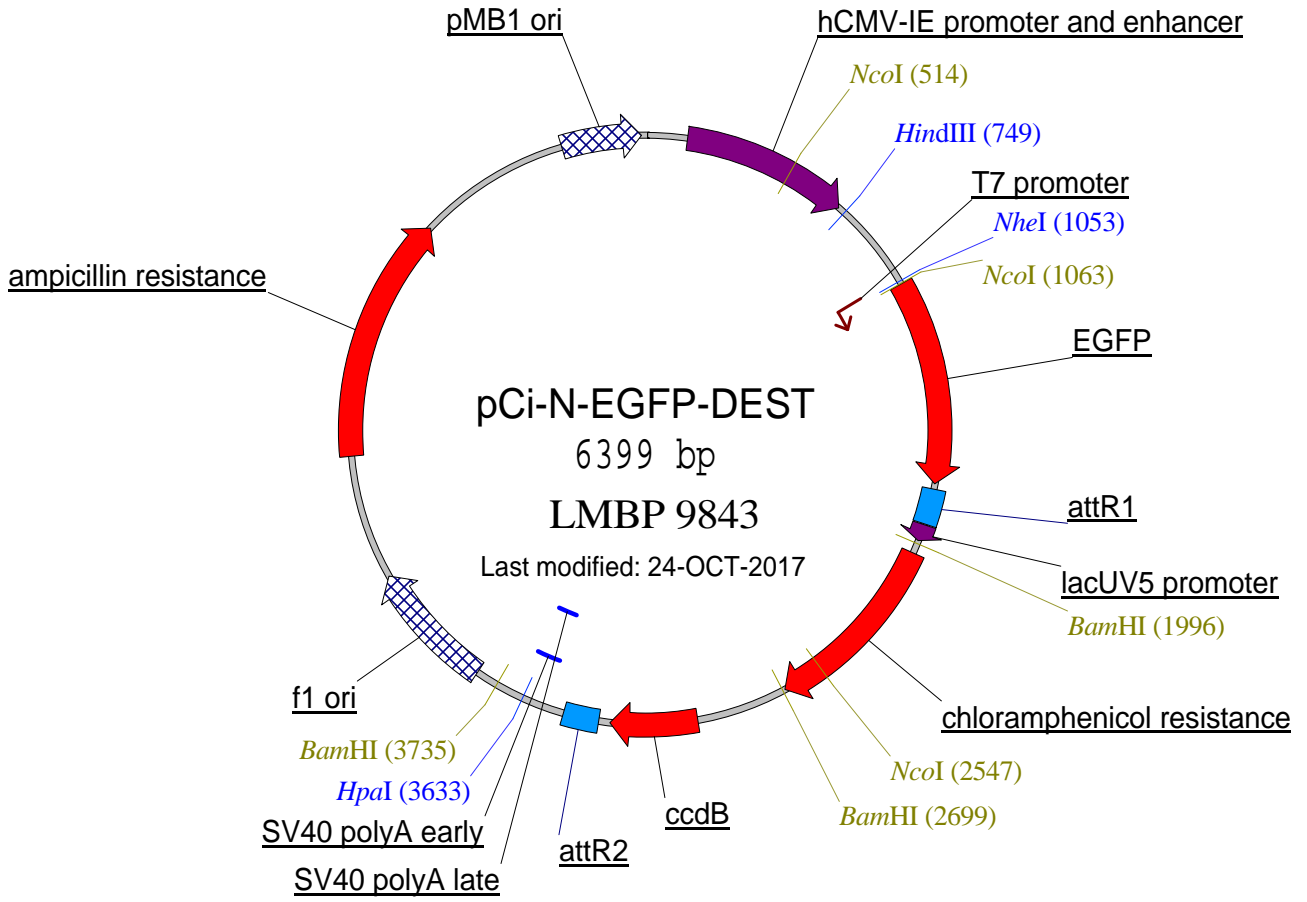 pMB1 ori
hCMV-IE promoter and enhancer
NcoI (514)
HindIII (749)
T7 promoter
NheI (1053)
NcoI (1063)
ampicillin resistance
EGFP
pCi-N-EGFP-DEST
6399 bp
LMBP 9843
Last modified: 24-OCT-2017
attR1
lacUV5 promoter
BamHI (1996)
f1 ori
chloramphenicol resistance
BamHI (3735)
NcoI (2547)
HpaI (3633)
ccdB
BamHI (2699)
SV40 polyA early
attR2
SV40 polyA late